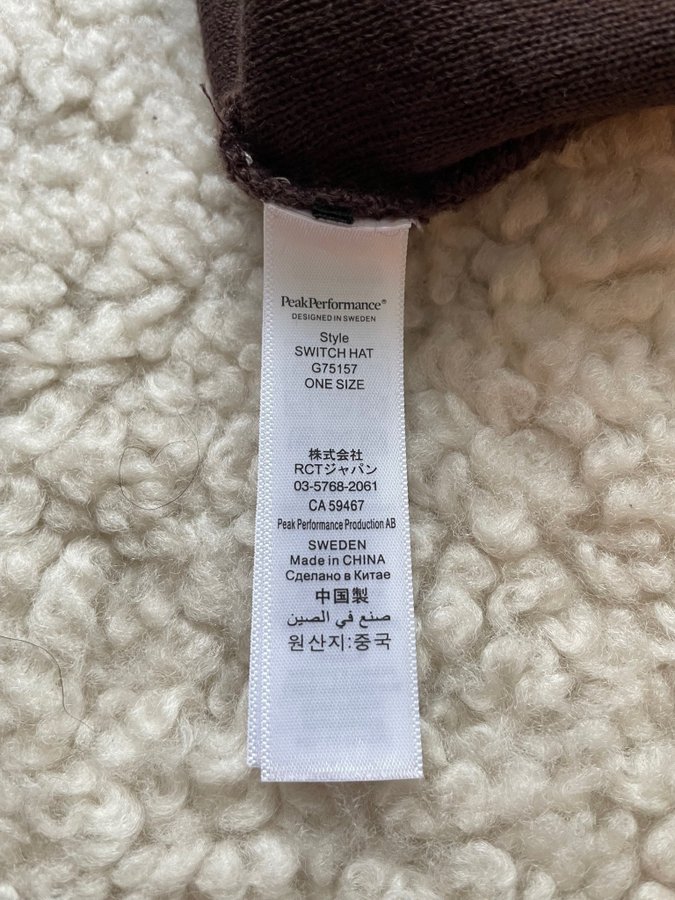 PeakPerformance®
DESIGNED IN SWEDEN
Style
SWITCH HAT
G75157
ONE SIZE
株式会社
RCTジャパン
03-5768-2061
CA 59467
Peak Performance Production AB
SWEDEN
Made in CHINA
Сделано в Китае
中国製
صنع في الصين
원산지:중국